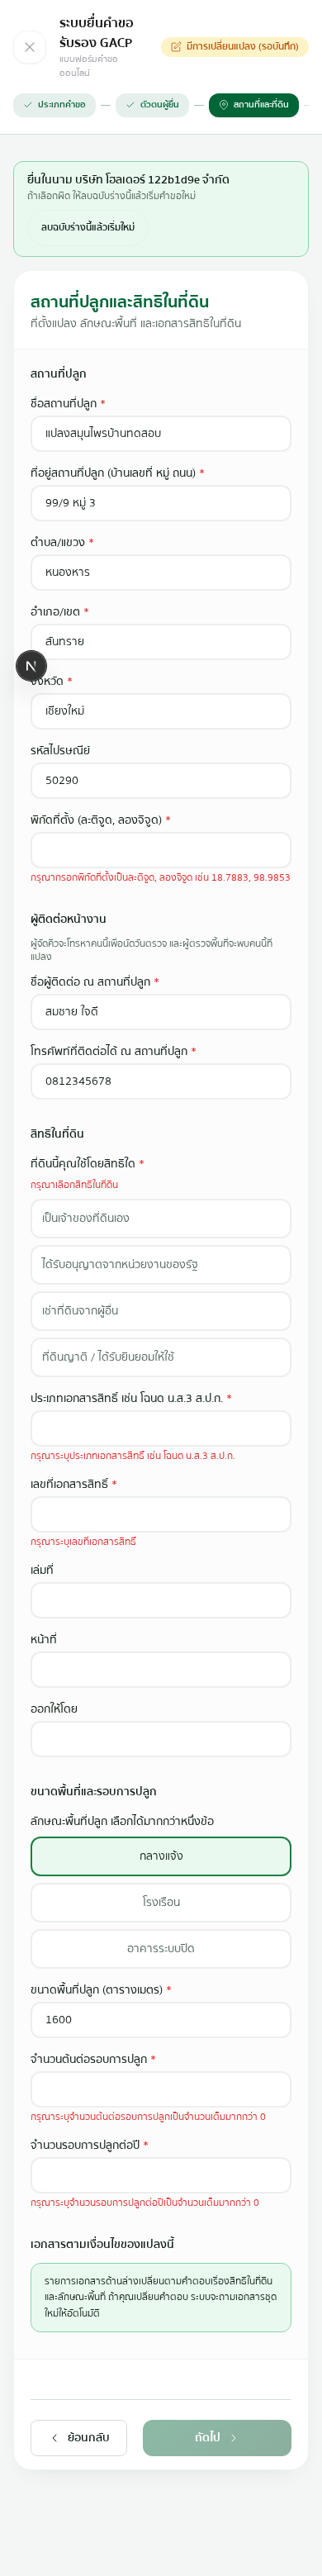 ระบบยื่นคำขอ
รับรอง GACP
แบบฟอร์มคำขอ
ออนไลน์
มีการเปลี่ยนแปลง (รอบันทึก)
ประเภทคำขอ
ตัวตนผู้ยื่น
สถานที่และที่ดิน
ยื่นในนาม บริษัท โฮลเดอร์ 122b1d9e จำกัด
ถ้าเลือกผิด ให้ลบฉบับร่างนี้แล้วเริ่มคำขอใหม่
ลบฉบับร่างนี้แล้วเริ่มใหม่
สถานที่ปลูกและสิทธิในที่ดิน
ที่ตั้งแปลง ลักษณะพื้นที่ และเอกสารสิทธิในที่ดิน
สถานที่ปลูก
ชื่อสถานที่ปลูก *
แปลงสมุนไพรบ้านทดสอบ
ที่อยู่สถานที่ปลูก (บ้านเลขที่ หมู่ ถนน) *
99/9 หมู่ 3
ตำบล/แขวง *
หนองหาร
อำเภอ/เขต *
สันทราย
N
จังหวัด *
เชียงใหม่
รหัสไปรษณีย์
50290
พิกัดที่ตั้ง (ละติจูด, ลองจิจูด) *
กรุณากรอกพิกัดที่ตั้งเป็นละติจูด, ลองจิจูด เช่น 18.7883, 98.9853
ผู้ติดต่อหน้างาน
ผู้จัดคิวจะโทรหาคนนี้เพื่อนัดวันตรวจ และผู้ตรวจพื้นที่จะพบคนนี้ที่
แปลง
ชื่อผู้ติดต่อ ณ สถานที่ปลูก *
สมชาย ใจดี
โทรศัพท์ที่ติดต่อได้ ณ สถานที่ปลูก *
0812345678
สิทธิในที่ดิน
ที่ดินนี้คุณใช้โดยสิทธิใด *
กรุณาเลือกสิทธิในที่ดิน
เป็นเจ้าของที่ดินเอง
ได้รับอนุญาตจากหน่วยงานของรัฐ
เช่าที่ดินจากผู้อื่น
ที่ดินญาติ / ได้รับยินยอมให้ใช้
ประเภทเอกสารสิทธิ์ เช่น โฉนด น.ส.3 ส.ป.ก. *
กรุณาระบุประเภทเอกสารสิทธิ์ เช่น โฉนด น.ส.3 ส.ป.ก.
เลขที่เอกสารสิทธิ์ *
กรุณาระบุเลขที่เอกสารสิทธิ์
เล่มที่
หน้าที่
ออกให้โดย
ขนาดพื้นที่และรอบการปลูก
ลักษณะพื้นที่ปลูก เลือกได้มากกว่าหนึ่งข้อ
กลางแจ้ง
โรงเรือน
อาคารระบบปิด
ขนาดพื้นที่ปลูก (ตารางเมตร) *
1600
จำนวนต้นต่อรอบการปลูก *
กรุณาระบุจำนวนต้นต่อรอบการปลูกเป็นจำนวนเต็มมากกว่า 0
จำนวนรอบการปลูกต่อปี *
กรุณาระบุจำนวนรอบการปลูกต่อปีเป็นจำนวนเต็มมากกว่า 0
เอกสารตามเงื่อนไขของแปลงนี้
รายการเอกสารด้านล่างเปลี่ยนตามคำตอบเรื่องสิทธิในที่ดิน
และลักษณะพื้นที่ ถ้าคุณเปลี่ยนคำตอบ ระบบจะถามเอกสารชุด
ใหม่ให้อัตโนมัติ
ย้อนกลับ
ถัดไป